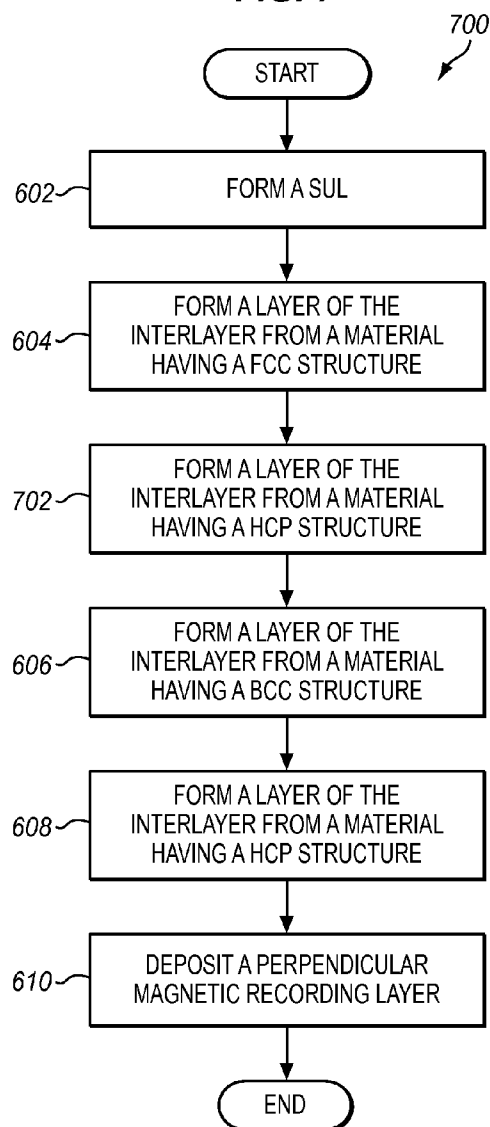 700
START
602
FORM A SUL
604
FORM A LAYER OF THE
INTERLAYER FROM A MATERIAL
HAVING A FCC STRUCTURE
702
FORM A LAYER OF THE
INTERLAYER FROM A MATERIAL
HAVING A HCP STRUCTURE
606
FORM A LAYER OF THE
INTERLAYER FROM A MATERIAL
HAVING A BCC STRUCTURE
608
FORM A LAYER OF THE
INTERLAYER FROM A MATERIAL
HAVING A HCP STRUCTURE
610
DEPOSIT A PERPENDICULAR
MAGNETIC RECORDING LAYER
END